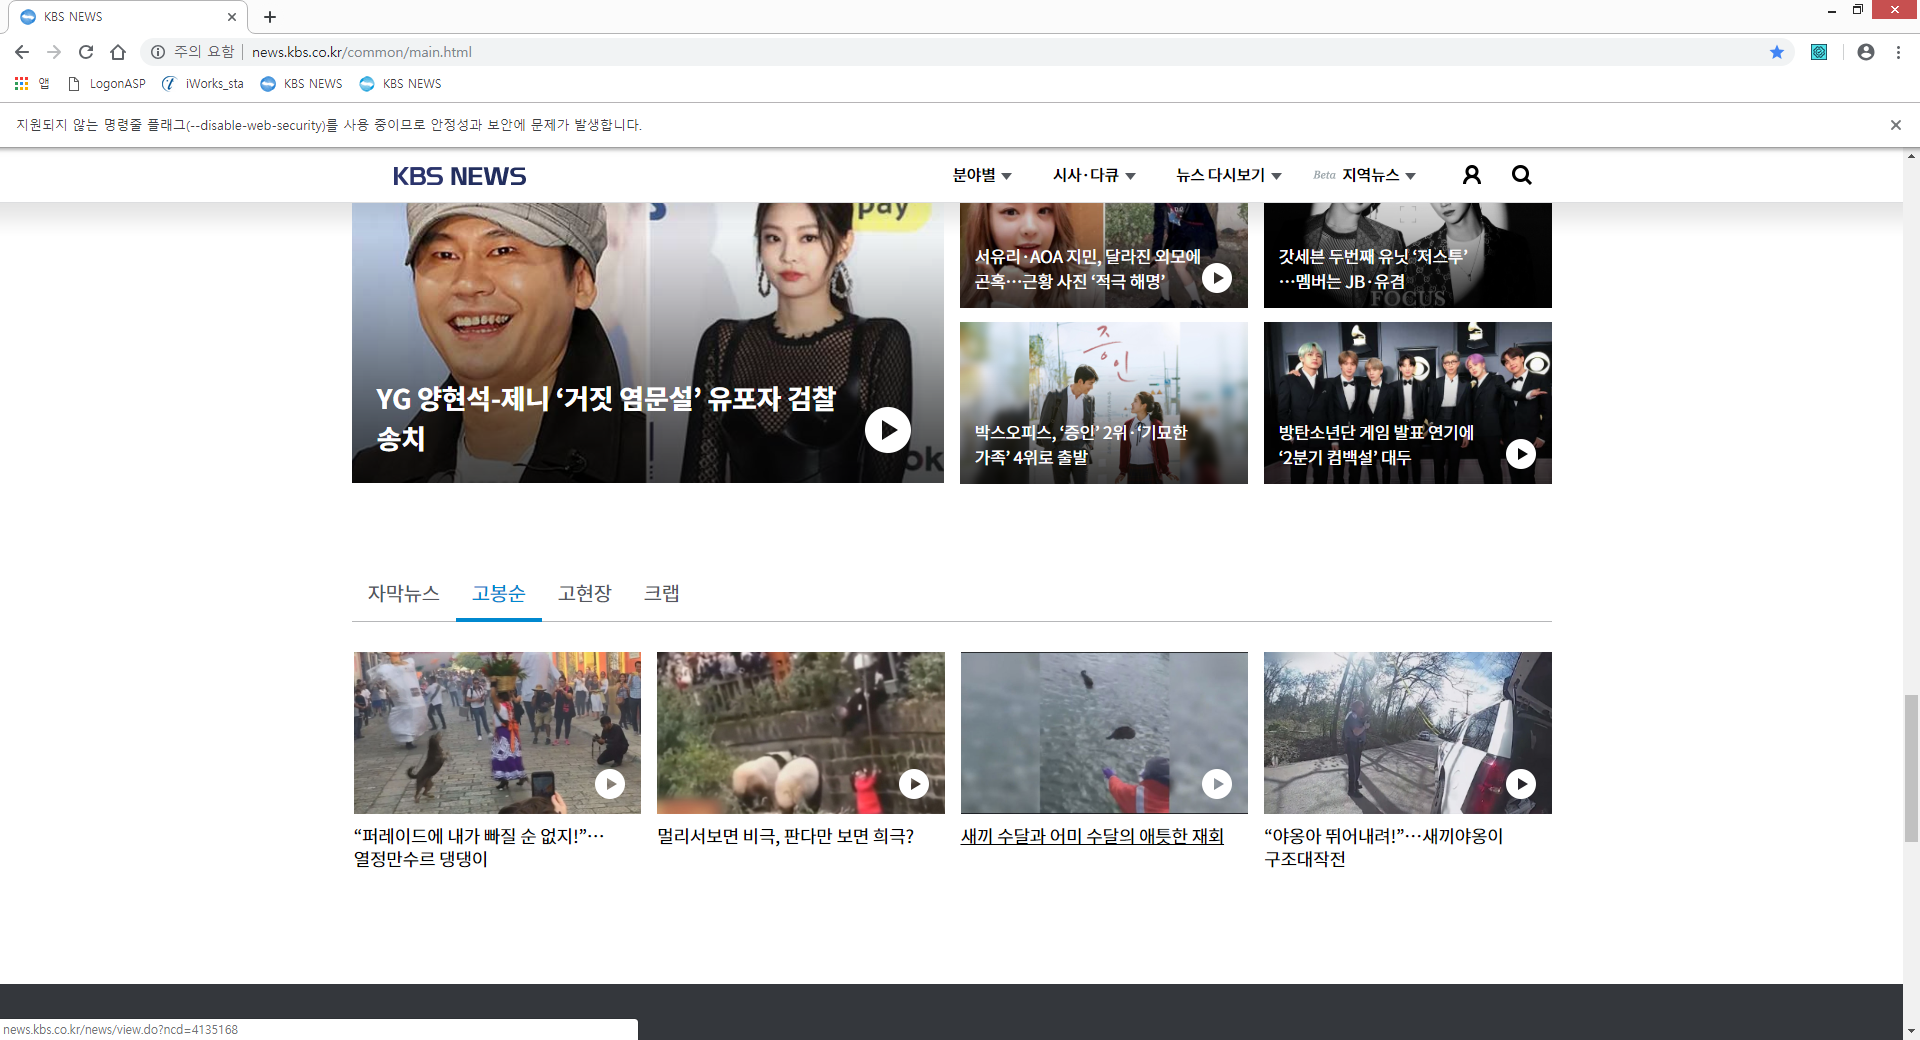 KBS NEWS
주의 요함
news.kbs.co.kr/common/main.html
앱
LogonASP
iWorks_sta
KBS NEWS
KBS NEWS
지원되지 않는 명령줄 플래그(--disable-web-security)를 사용 중이므로 안정성과 보안에 문제가 발생합니다.
KBS NEWS
분야별
시사·다큐
뉴스 다시보기
Beta 지역뉴스
pay
YG 양현석-제니 ‘거짓 염문설’ 유포자 검찰
송치
ok
서유리·AOA 지민, 달라진 외모에
곤혹…근황 사진 ‘적극 해명’
갓세븐 두번째 유닛 ‘저스투’
…멤버는 JB·유겸
FOCUS
증인
박스오피스, ‘증인’ 2위·‘기묘한
가족’ 4위로 출발
방탄소년단 게임 발표 연기에
‘2분기 컴백설’ 대두
자막뉴스
고봉순
고현장
크랩
“퍼레이드에 내가 빠질 순 없지!”…
열정만수르 댕댕이
멀리서보면 비극, 판다만 보면 희극?
새끼 수달과 어미 수달의 애틋한 재회
“야옹아 뛰어내려!”…새끼야옹이
구조대작전
news.kbs.co.kr/news/view.do?ncd=4135168